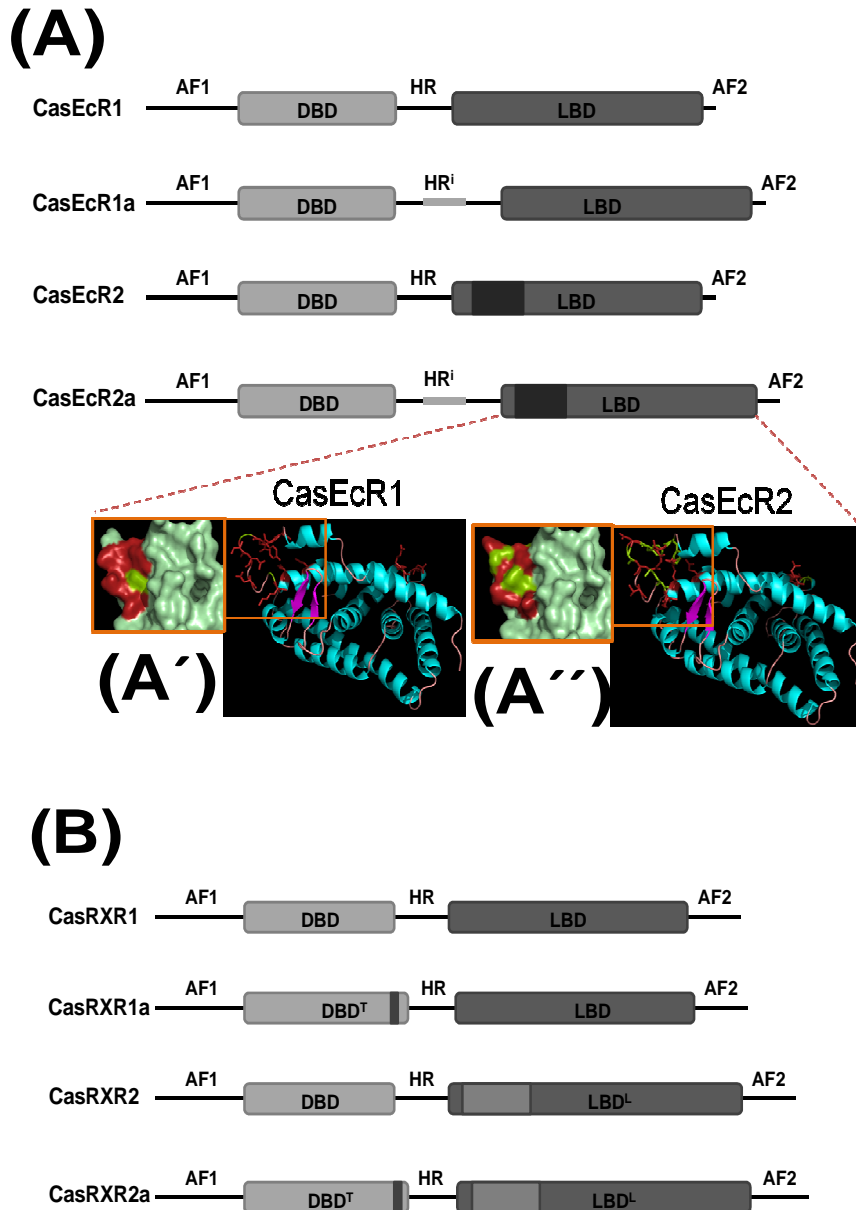 (A)
AF1 HR AF2
CasEcR1 DBD LBD
AF1 HRⁱ AF2
CasEcR1a DBD LBD
AF1 HR AF2
CasEcR2 DBD LBD
AF1 HRⁱ AF2
CasEcR2a DBD LBD
CasEcR1 CasEcR2
(A´) (A´´)
(B)
AF1 HR AF2
CasRXR1 DBD LBD
AF1 HR AF2
CasRXR1a DBDᵀ LBD
AF1 HR AF2
CasRXR2 DBD LBDᴸ
AF1 HR AF2
CasRXR2a DBDᵀ LBDᴸ